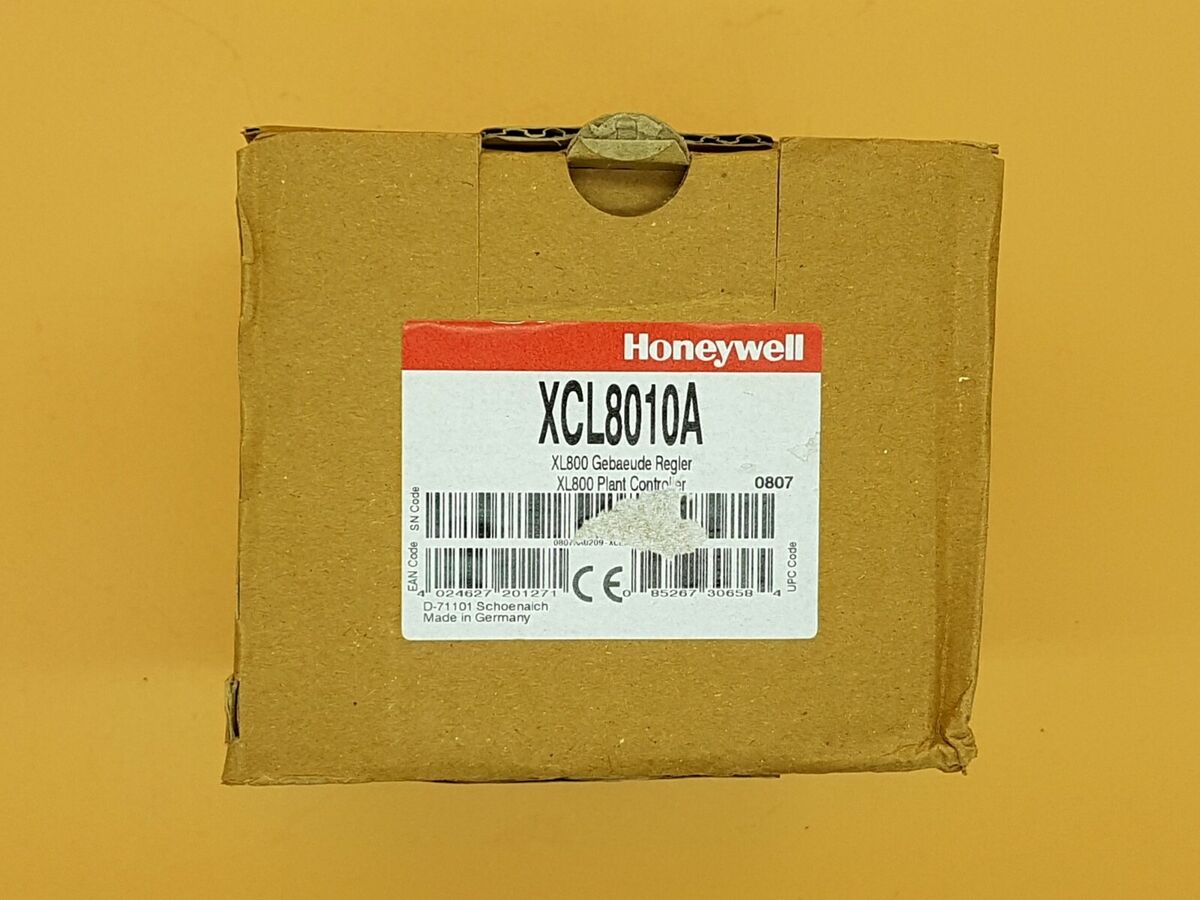 Honeywell
XCL8010A
XL800 Gebaeude Regler
XL800 Plant Controller
0807
SN Code
EAN Code
4 024627 201271
CE
0 85267 30658 4
UPC Code
D-71101 Schoenaich
Made in Germany